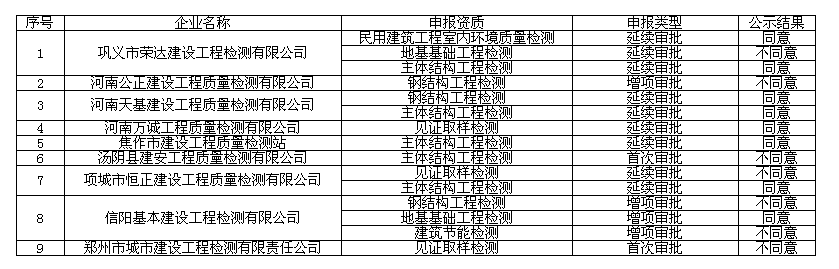 序号 企业名称 申报资质 申报类型 公示结果
1 巩义市荣达建设工程检测有限公司 民用建筑工程室内环境质量检测 延续审批 同意
地基基础工程检测 延续审批 不同意
主体结构工程检测 延续审批 同意
2 河南公正建设工程质量检测有限公司 钢结构工程检测 增项审批 不同意
3 河南天基建设工程质量检测有限公司 钢结构工程检测 延续审批 同意
主体结构工程检测 延续审批 同意
4 河南万诚工程质量检测有限公司 见证取样检测 延续审批 同意
5 焦作市建设工程质量检测站 主体结构工程检测 延续审批 同意
6 汤阴县建安工程质量检测有限公司 主体结构工程检测 首次审批 不同意
7 项城市恒正建设工程质量检测有限公司 见证取样检测 延续审批 不同意
主体结构工程检测 延续审批 同意
8 信阳基本建设工程检测有限公司 钢结构工程检测 增项审批 不同意
地基基础工程检测 增项审批 同意
建筑节能检测 增项审批 不同意
9 郑州市城市建设工程检测有限责任公司 见证取样检测 首次审批 不同意